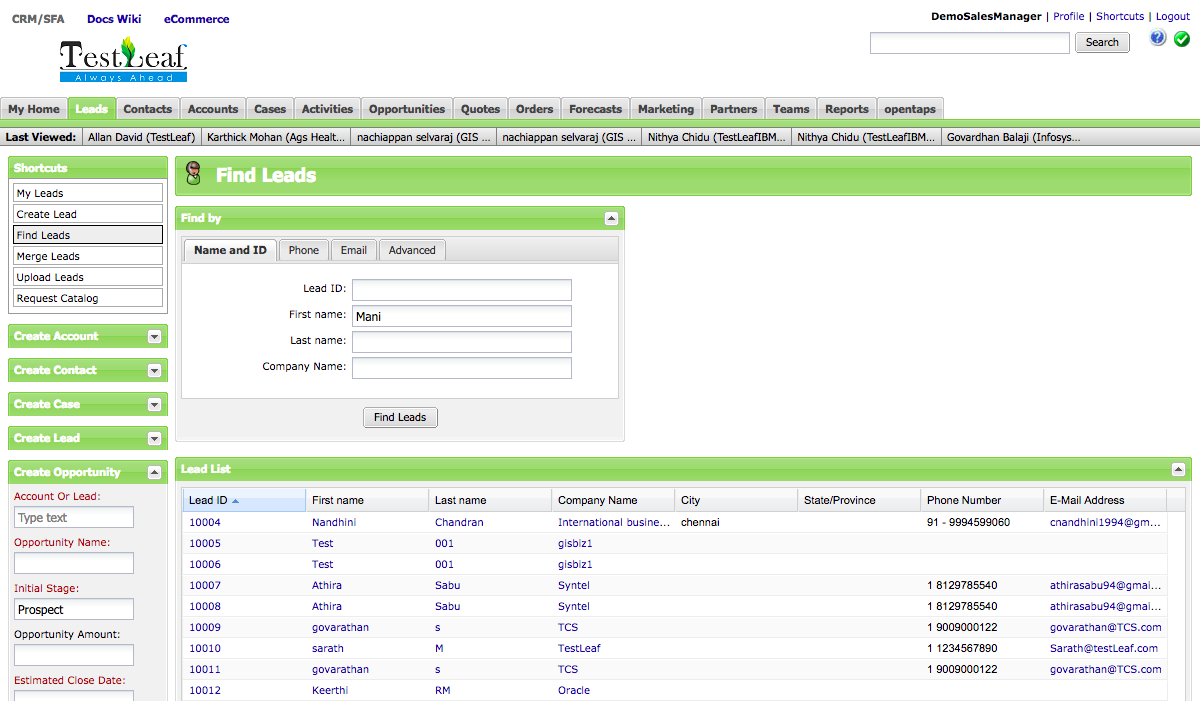 CRM/SFA Docs Wiki eCommerce
DemoSalesManager | Profile | Shortcuts | Logout
Search
TestLeaf
Always Ahead
My Home Leads Contacts Accounts Cases Activities Opportunities Quotes Orders Forecasts Marketing Partners Teams Reports opentaps
Last Viewed: Allan David (TestLeaf) Karthick Mohan (Ags Healt... nachiappan selvaraj (GIS ... nachiappan selvaraj (GIS ... Nithya Chidu (TestLeafIBM... Nithya Chidu (TestLeafIBM... Govardhan Balaji (Infosys...
Shortcuts
My Leads
Create Lead
Find Leads
Merge Leads
Upload Leads
Request Catalog
Create Account
Create Contact
Create Case
Create Lead
Create Opportunity
Account Or Lead:
Type text
Opportunity Name:
Initial Stage:
Prospect
Opportunity Amount:
Estimated Close Date:
Find Leads
Find by
Name and ID Phone Email Advanced
Lead ID:
First name: Mani
Last name:
Company Name:
Find Leads
Lead List
Lead ID First name Last name Company Name City State/Province Phone Number E-Mail Address
10004 Nandhini Chandran International busine... chennai 91 - 9994599060 cnandhini1994@gm...
10005 Test 001 gisbiz1
10006 Test 001 gisbiz1
10007 Athira Sabu Syntel 1 8129785540 athirasabu94@gmai...
10008 Athira Sabu Syntel 1 8129785540 athirasabu94@gmai...
10009 govarathan s TCS 1 9009000122 govarathan@TCS.com
10010 sarath M TestLeaf 1 1234567890 Sarath@testLeaf.com
10011 govarathan s TCS 1 9009000122 govarathan@TCS.com
10012 Keerthi RM Oracle